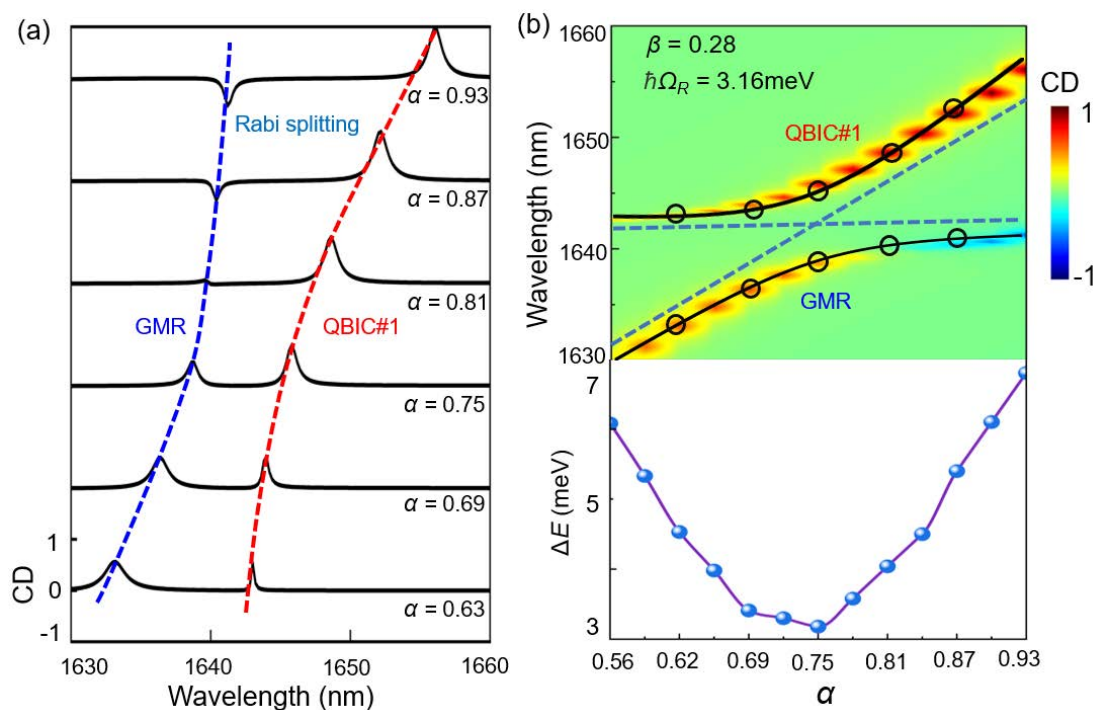 (a)
α = 0.93
Rabi splitting
α = 0.87
α = 0.81
GMR
QBIC#1
α = 0.75
α = 0.69
1
CD
0
α = 0.63
-1
1630 1640 1650 1660
Wavelength (nm)
(b)
1660
β = 0.28
ħΩR = 3.16meV
CD
1
QBIC#1
1650
Wavelength (nm)
1640
-1
GMR
1630
7
5
ΔE (meV)
3
0.56 0.62 0.69 0.75 0.81 0.87 0.93
α